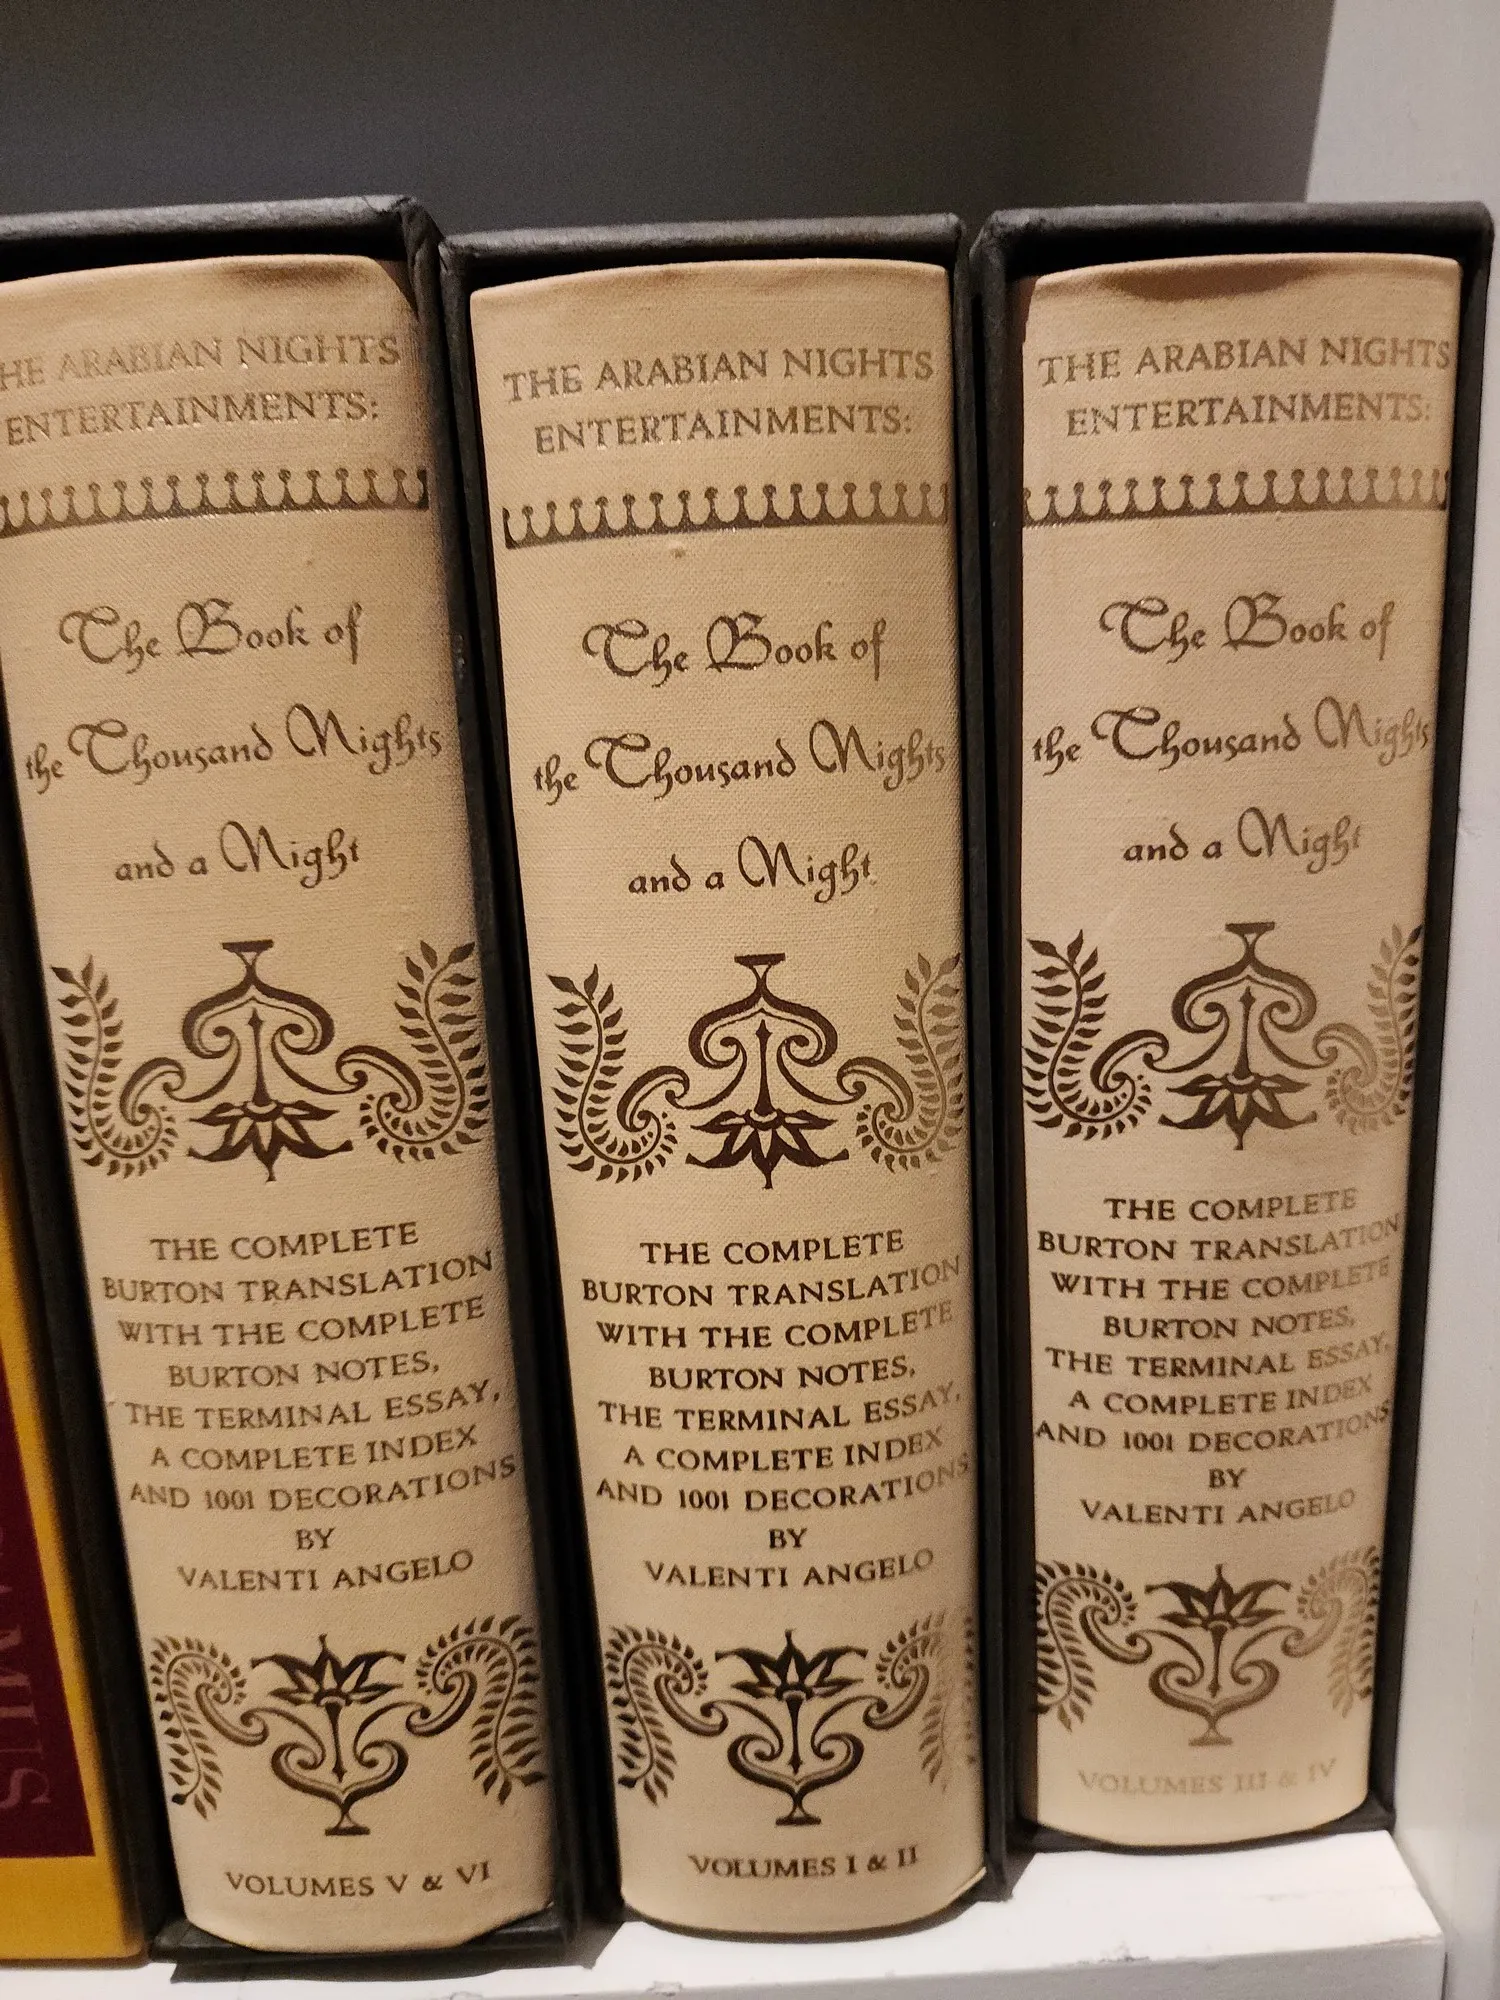 THE ARABIAN NIGHTS
ENTERTAINMENTS:
The Book of
the Thousand Nights
and a Night
THE COMPLETE
BURTON TRANSLATION
WITH THE COMPLETE
BURTON NOTES,
THE TERMINAL ESSAY,
A COMPLETE INDEX
AND 1001 DECORATIONS
BY
VALENTI ANGELO
VOLUMES V & VI
THE ARABIAN NIGHTS
ENTERTAINMENTS:
The Book of
the Thousand Nights
and a Night
THE COMPLETE
BURTON TRANSLATION
WITH THE COMPLETE
BURTON NOTES,
THE TERMINAL ESSAY,
A COMPLETE INDEX
AND 1001 DECORATIONS
BY
VALENTI ANGELO
VOLUMES I & II
THE ARABIAN NIGHTS
ENTERTAINMENTS:
The Book of
the Thousand Nights
and a Night
THE COMPLETE
BURTON TRANSLATION
WITH THE COMPLETE
BURTON NOTES,
THE TERMINAL ESSAY,
A COMPLETE INDEX
AND 1001 DECORATIONS
BY
VALENTI ANGELO
VOLUMES III & IV